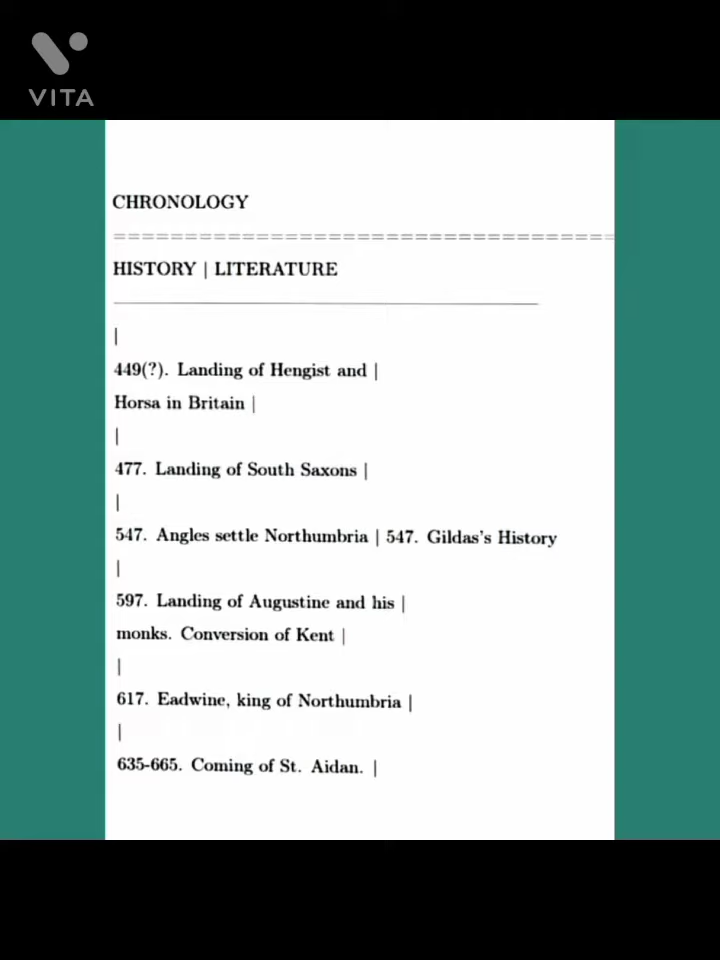 VITA
CHRONOLOGY
===================================
HISTORY | LITERATURE
|
449(?). Landing of Hengist and |
Horsa in Britain |
|
477. Landing of South Saxons |
|
547. Angles settle Northumbria | 547. Gildas's History
|
597. Landing of Augustine and his |
monks. Conversion of Kent |
|
617. Eadwine, king of Northumbria |
|
635-665. Coming of St. Aidan. |